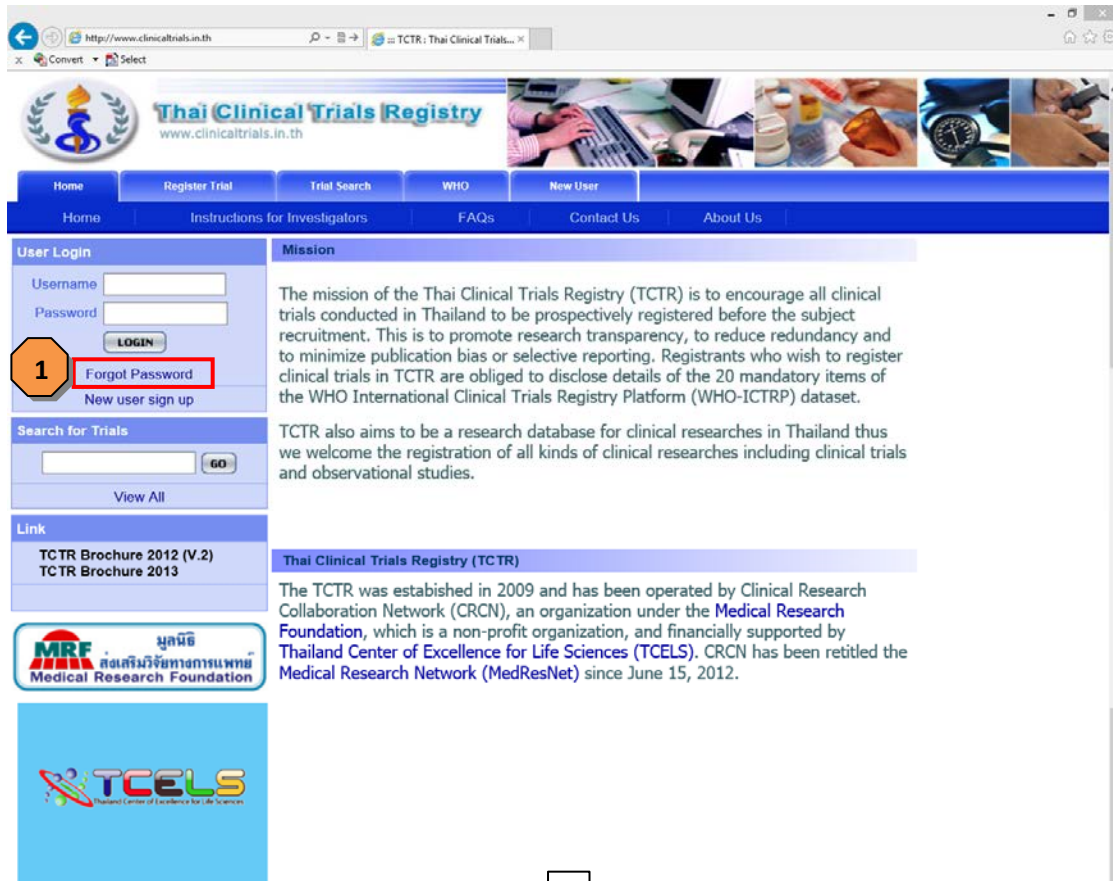 http://www.clinicaltrials.in.th
::: TCTR : Thai Clinical Trials...
x Convert Select
Thai Clinical Trials Registry
www.clinicaltrials.in.th
Home Register Trial Trial Search WHO New User
Home Instructions for Investigators FAQs Contact Us About Us
User Login
Username
Password
LOGIN
1
Forgot Password
New user sign up
Search for Trials
GO
View All
Link
TCTR Brochure 2012 (V.2)
TCTR Brochure 2013
MRF
มูลนิธิ
ส่งเสริมวิจัยทางการแพทย์
Medical Research Foundation
TCELS
Thailand Center of Excellence for Life Sciences
Mission
The mission of the Thai Clinical Trials Registry (TCTR) is to encourage all clinical
trials conducted in Thailand to be prospectively registered before the subject
recruitment. This is to promote research transparency, to reduce redundancy and
to minimize publication bias or selective reporting. Registrants who wish to register
clinical trials in TCTR are obliged to disclose details of the 20 mandatory items of
the WHO International Clinical Trials Registry Platform (WHO-ICTRP) dataset.
TCTR also aims to be a research database for clinical researches in Thailand thus
we welcome the registration of all kinds of clinical researches including clinical trials
and observational studies.
Thai Clinical Trials Registry (TCTR)
The TCTR was estabished in 2009 and has been operated by Clinical Research
Collaboration Network (CRCN), an organization under the Medical Research
Foundation, which is a non-profit organization, and financially supported by
Thailand Center of Excellence for Life Sciences (TCELS). CRCN has been retitled the
Medical Research Network (MedResNet) since June 15, 2012.